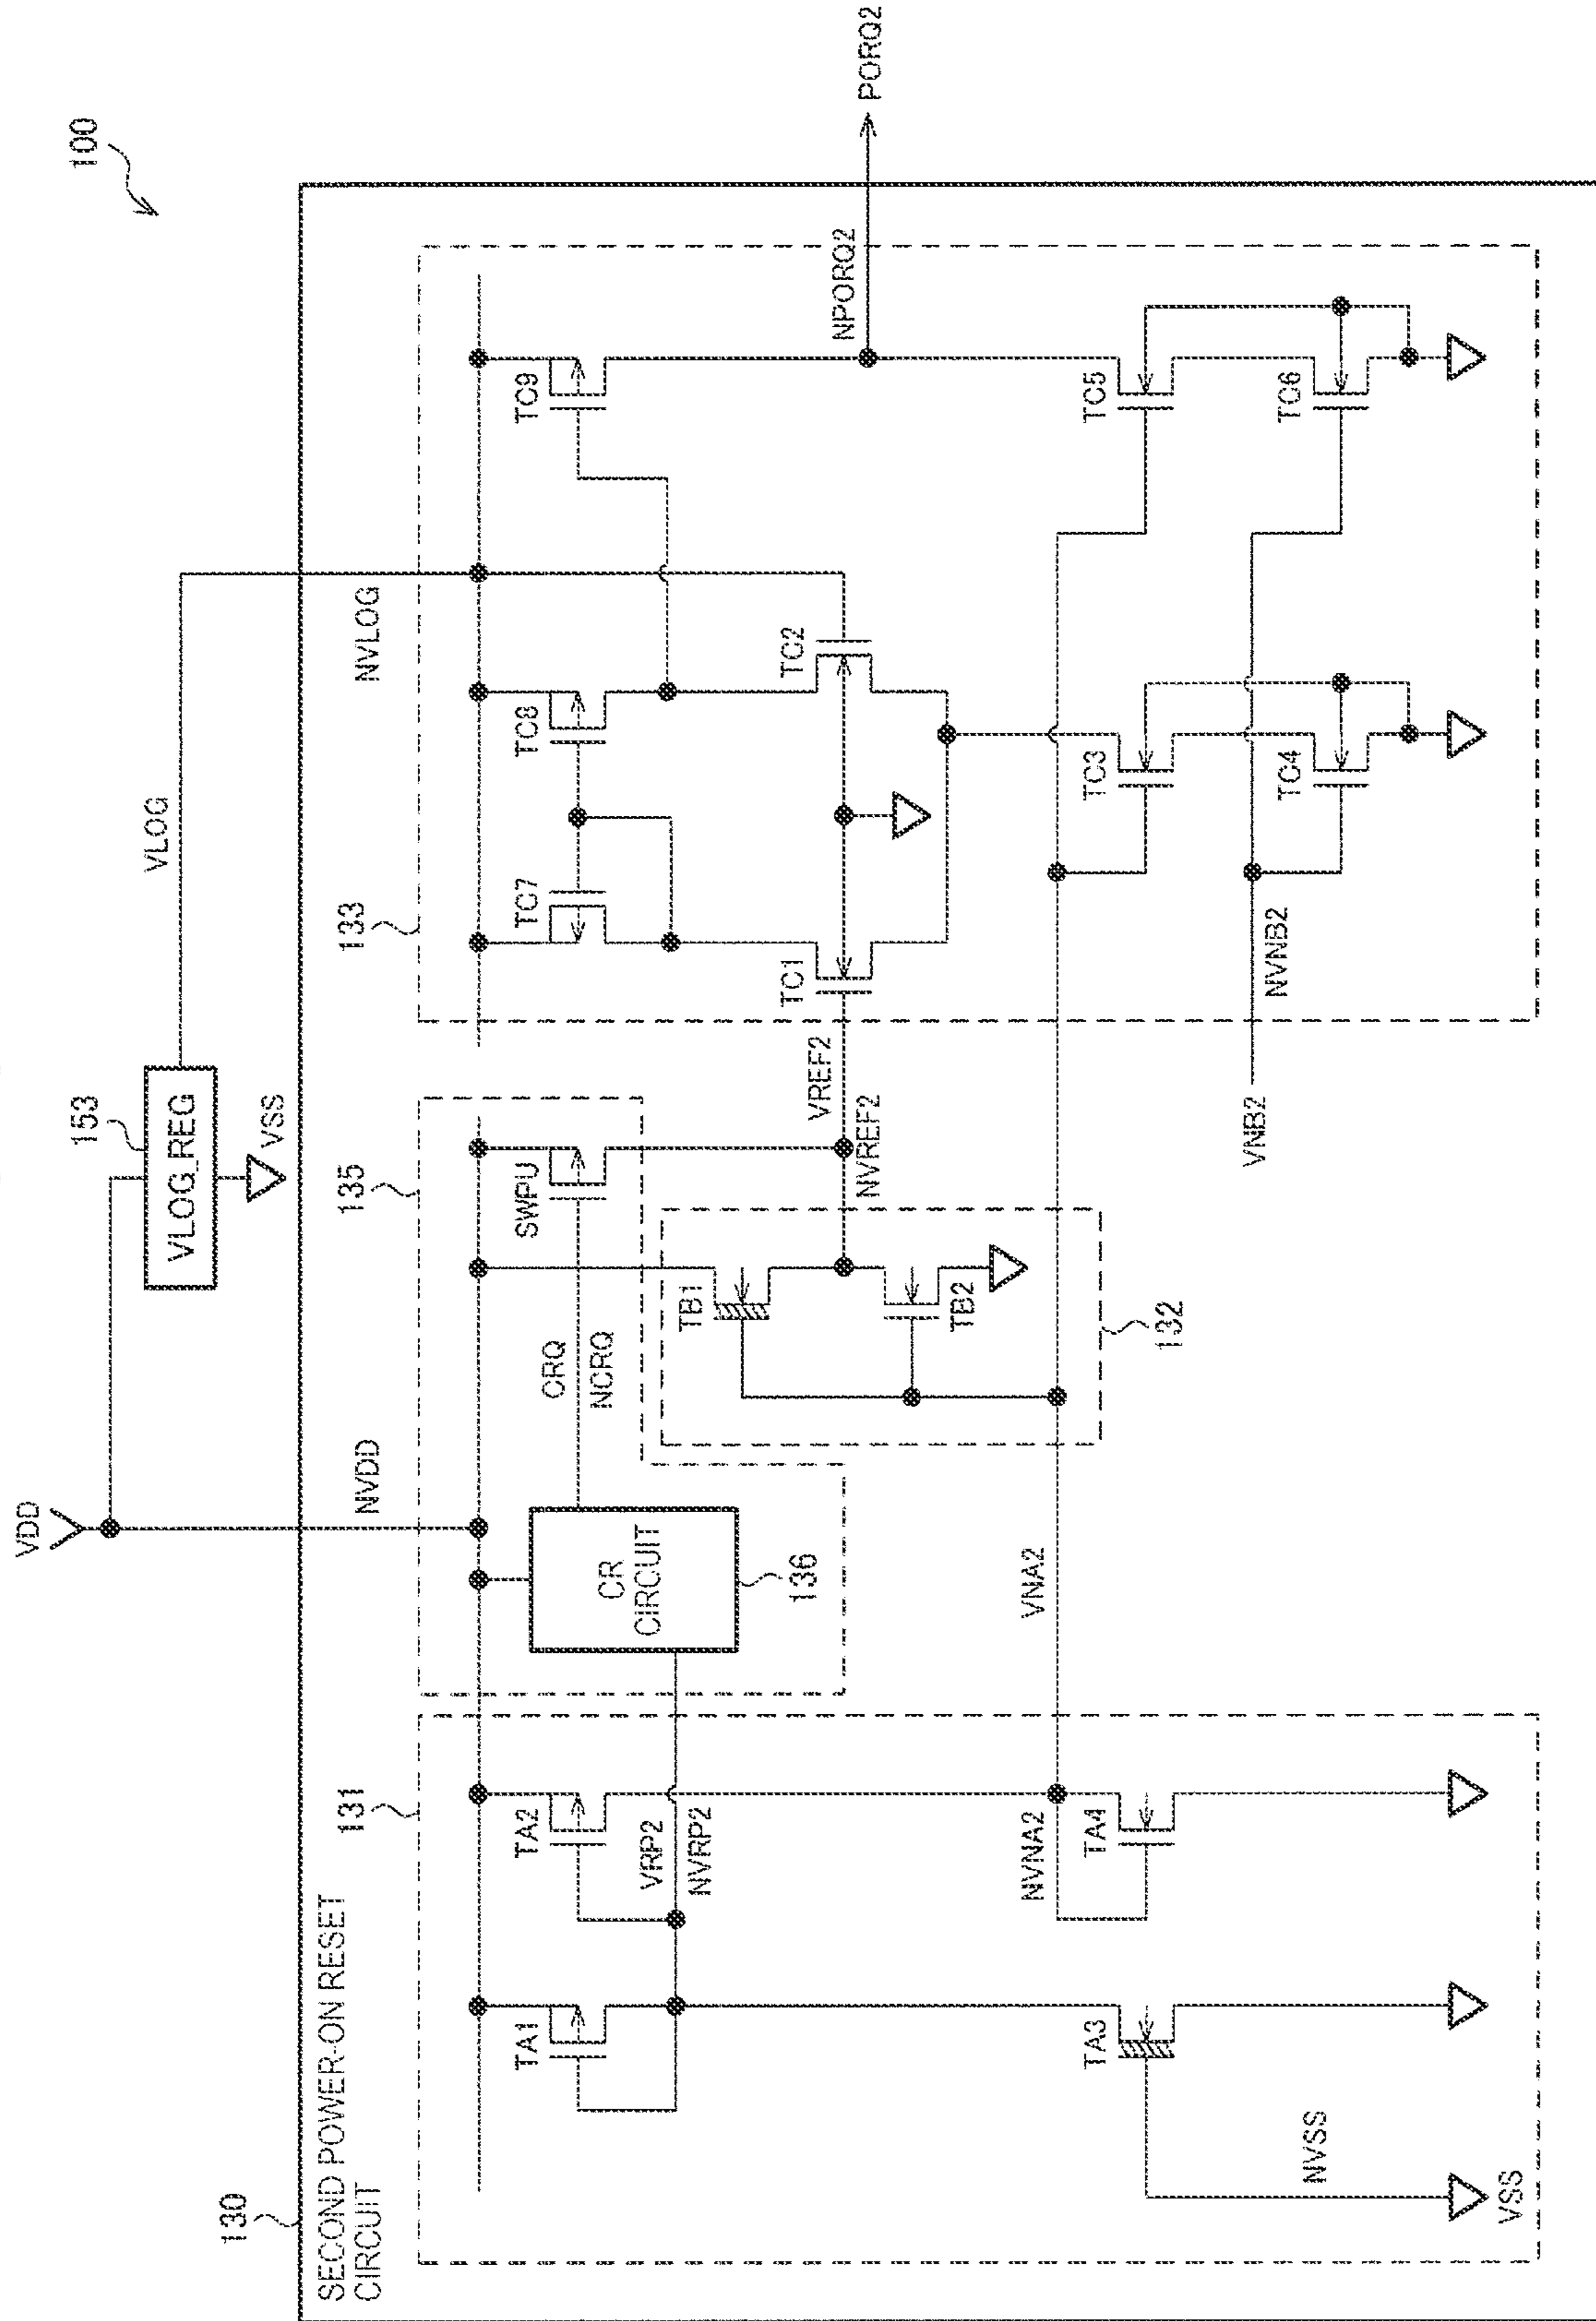 100
VDD
153
VLOG_REG
VSS
VLOG
130
SECOND POWER-ON RESET
CIRCUIT
NVDD
NVLOG
131
135
133
TA1
TA2
CR
CIRCUIT
136
CRQ
NCRQ
SWPU
TC7
TC8
TC9
VRP2
NVRP2
TB1
TB2
132
VREF2
NVREF2
TC1
TC2
NPORQ2
PORQ2
NVNA2
VNA2
TA3
TA4
TC3
TC5
VNB2
NVNB2
TC4
TC6
NVSS
VSS